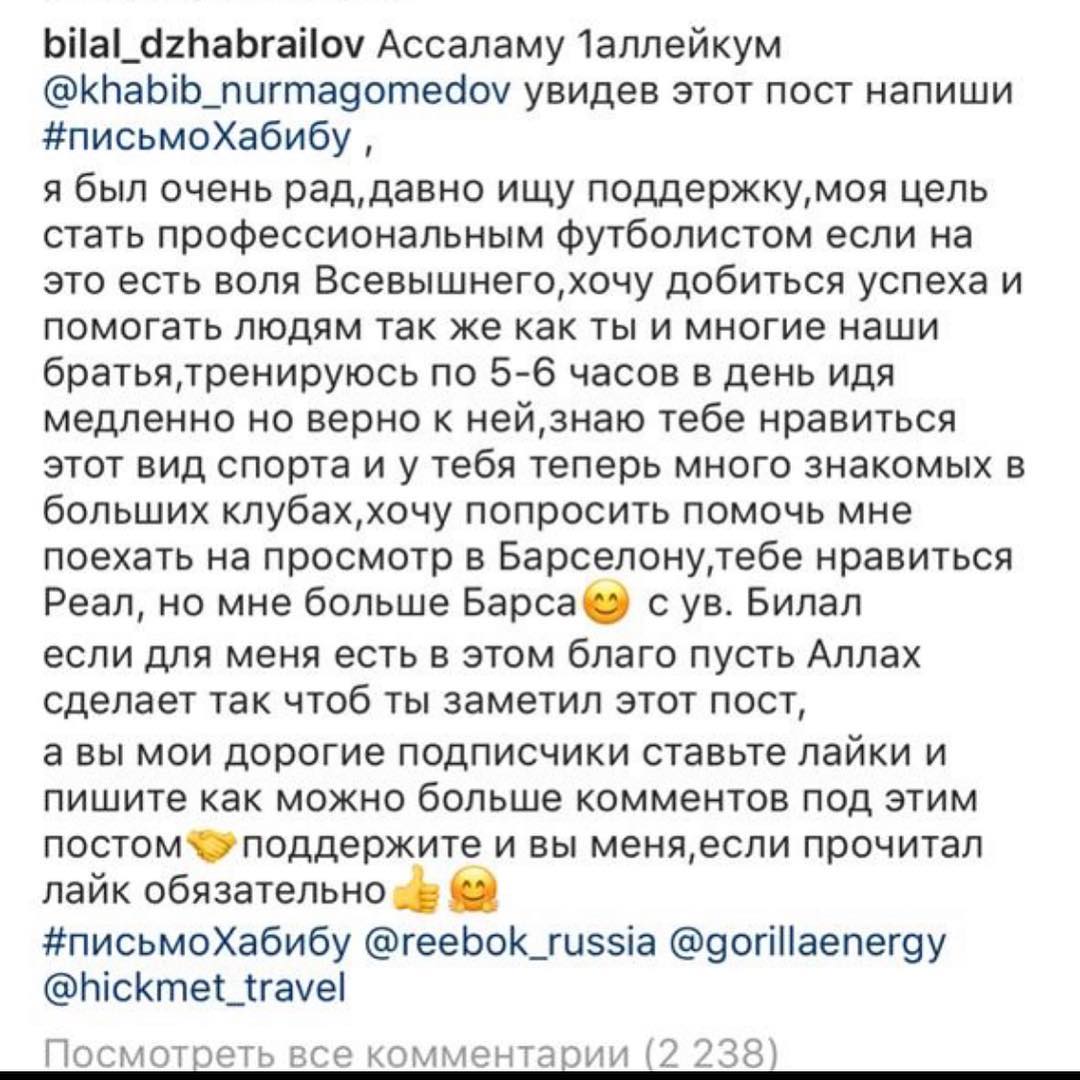 bilal_dzhabrailov Ассаламу 1аллейкум
@khabib_nurmagomedov увидев этот пост напиши
#письмоХабибу ,
я был очень рад,давно ищу поддержку,моя цель
стать профессиональным футболистом если на
это есть воля Всевышнего,хочу добиться успеха и
помогать людям так же как ты и многие наши
братья,тренируюсь по 5-6 часов в день идя
медленно но верно к ней,знаю тебе нравиться
этот вид спорта и у тебя теперь много знакомых в
больших клубах,хочу попросить помочь мне
поехать на просмотр в Барселону,тебе нравиться
Реал, но мне больше Барса😊 с ув. Билал
если для меня есть в этом благо пусть Аллах
сделает так чтоб ты заметил этот пост,
а вы мои дорогие подписчики ставьте лайки и
пишите как можно больше комментов под этим
постом🤝поддержите и вы меня,если прочитал
лайк обязательно👍🤗
#письмоХабибу @reebok_russia @gorillaenergy
@hickmet_travel
Посмотреть все комментарии (2 238)